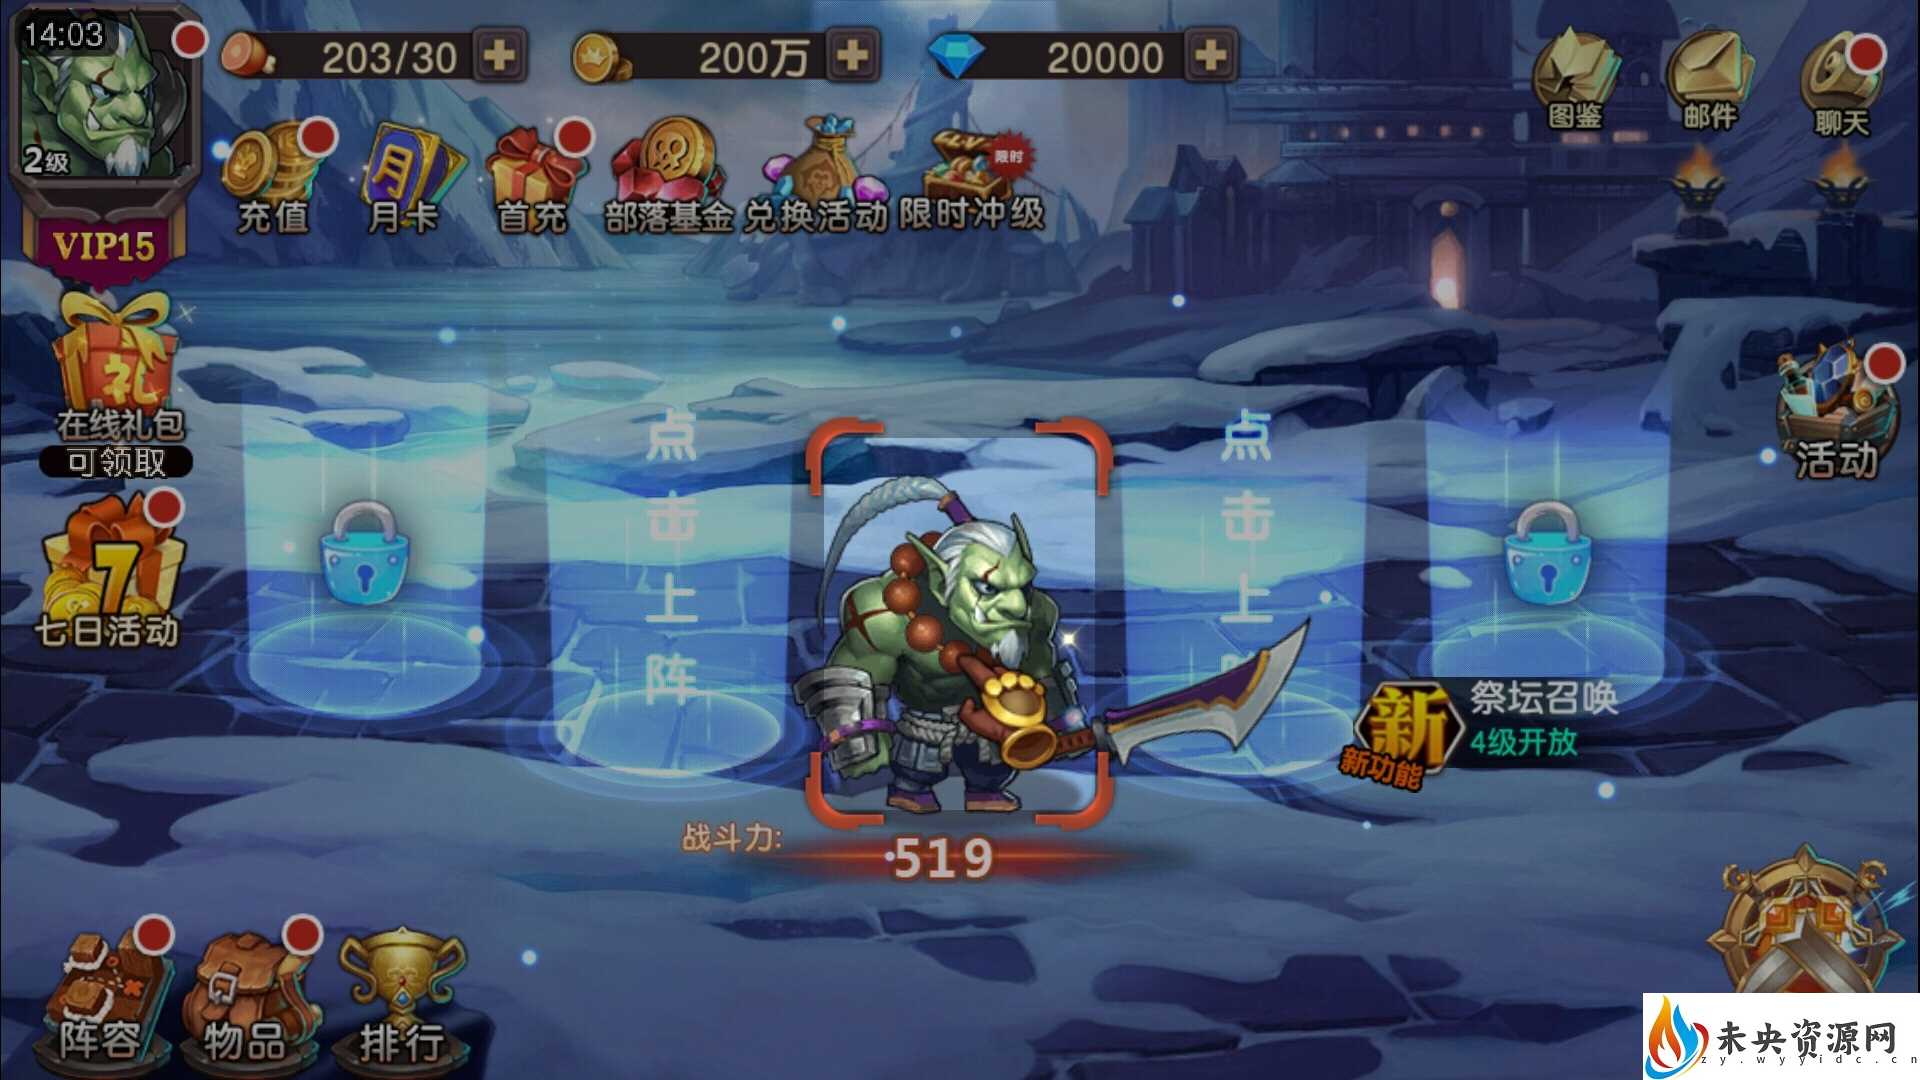 14:03
203/30
200万
20000
图鉴
邮件
聊天
2级
VIP15
充值
月
月卡
首充
部落基金
兑换活动
限时
限时冲级
礼
在线礼包
可领取
7
七日活动
活动
点击上阵
点击上
新
新功能
祭坛召唤
4级开放
战斗力:
519
阵容
物品
排行
未央资源网
zy.wyyidc.cn